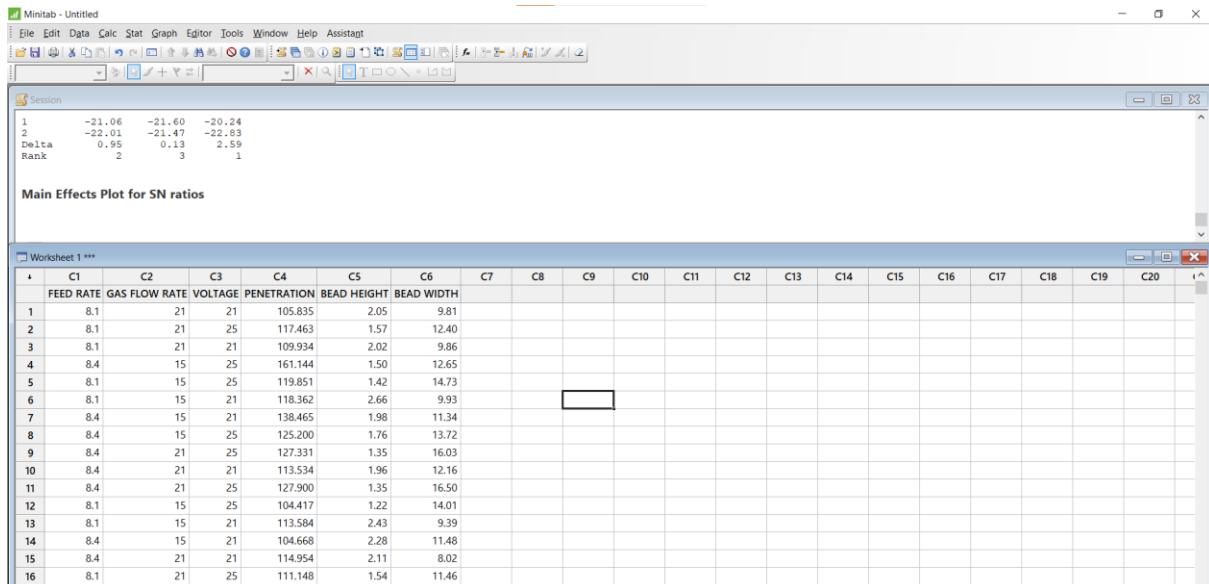 Minitab - Untitled
File Edit Data Calc Stat Graph Editor Tools Window Help Assistant
Session
1 -21.06 -21.60 -20.24
2 -22.01 -21.47 -22.83
Delta 0.95 0.13 2.59
Rank 2 3 1
Main Effects Plot for SN ratios
Worksheet 1 ***
C1 C2 C3 C4 C5 C6 C7 C8 C9 C10 C11 C12 C13 C14 C15 C16 C17 C18 C19 C20
FEED RATE GAS FLOW RATE VOLTAGE PENETRATION BEAD HEIGHT BEAD WIDTH
1 8.1 21 21 105.835 2.05 9.81
2 8.1 21 25 117.463 1.57 12.40
3 8.1 21 21 109.934 2.02 9.86
4 8.4 15 25 161.144 1.50 12.65
5 8.1 15 25 119.851 1.42 14.73
6 8.1 15 21 118.362 2.66 9.93
7 8.4 15 21 138.465 1.98 11.34
8 8.4 15 25 125.200 1.76 13.72
9 8.4 21 25 127.331 1.35 16.03
10 8.4 21 21 113.534 1.96 12.16
11 8.4 21 25 127.900 1.35 16.50
12 8.1 15 25 104.417 1.22 14.01
13 8.1 15 21 113.584 2.43 9.39
14 8.4 15 21 104.668 2.28 11.48
15 8.4 21 21 114.954 2.11 8.02
16 8.1 21 25 111.148 1.54 11.46